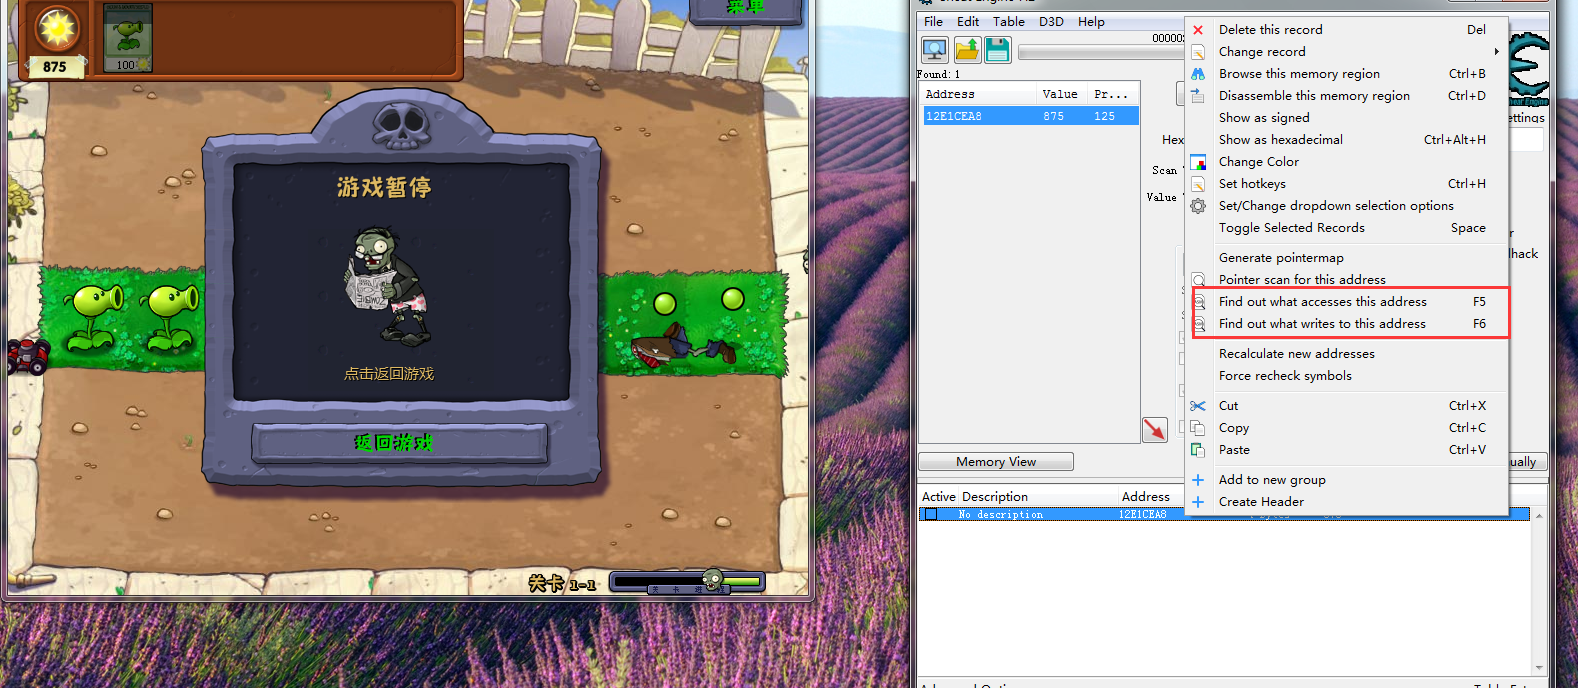 菜单
875
100
游戏暂停
点击返回游戏
返回游戏
关卡 1-1
File Edit Table D3D Help
Found: 1
Address Value Pr...
12E1CEA8 875 125
Hex
Scan
Value
Memory View
Active Description Address
No description 12E1CEA8
Delete this record Del
Change record
Browse this memory region Ctrl+B
Disassemble this memory region Ctrl+D
Show as signed
Show as hexadecimal Ctrl+Alt+H
Change Color
Set hotkeys Ctrl+H
Set/Change dropdown selection options
Toggle Selected Records Space
Generate pointermap
Pointer scan for this address
Find out what accesses this address F5
Find out what writes to this address F6
Recalculate new addresses
Force recheck symbols
Cut Ctrl+X
Copy Ctrl+C
Paste Ctrl+V
Add to new group
Create Header